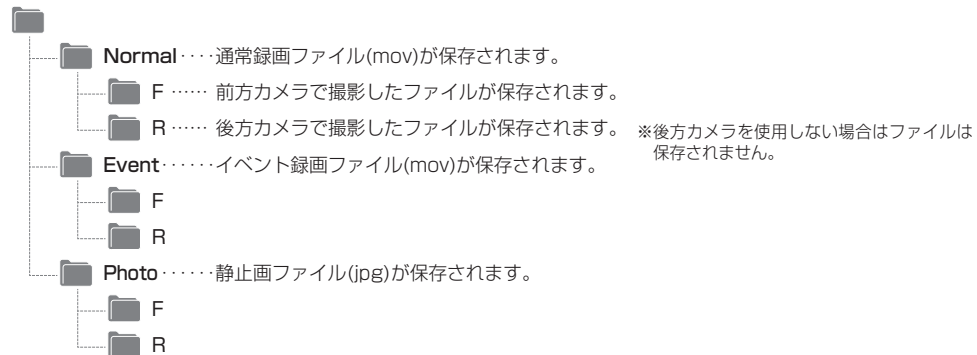 Normal‥‥通常録画ファイル(mov)が保存されます。
F …… 前方カメラで撮影したファイルが保存されます。
R …… 後方カメラで撮影したファイルが保存されます。
※後方カメラを使用しない場合はファイルは
保存されません。
Event‥‥‥イベント録画ファイル(mov)が保存されます。
F
R
Photo‥‥‥静止画ファイル(jpg)が保存されます。
F
R